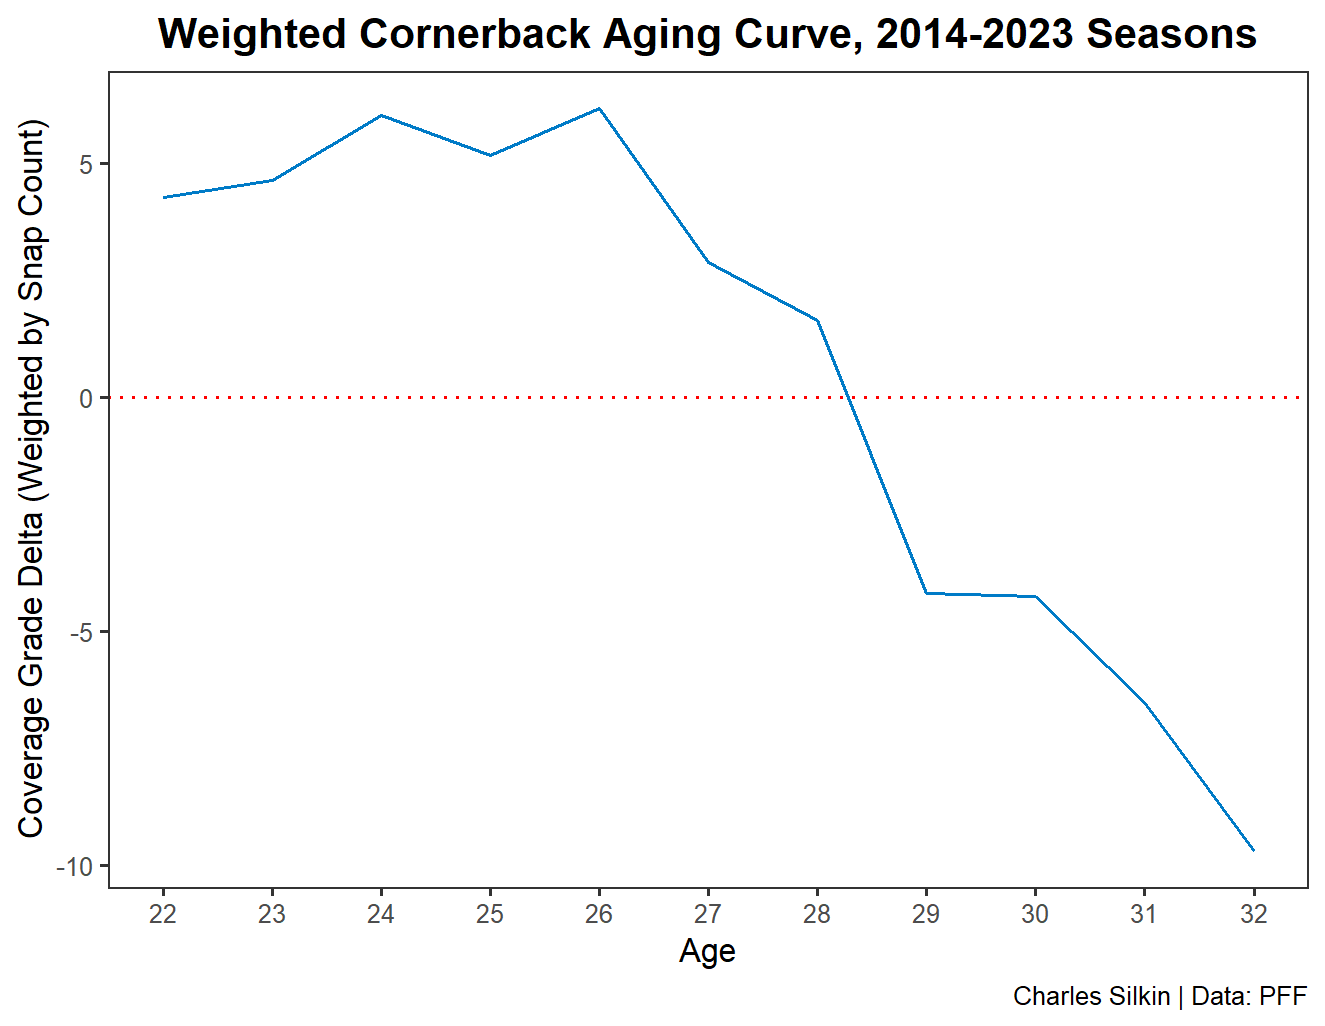 Weighted Cornerback Aging Curve, 2014-2023 Seasons
Coverage Grade Delta (Weighted by Snap Count)
5
0
-5
-10
22 23 24 25 26 27 28 29 30 31 32
Age
Charles Silkin | Data: PFF